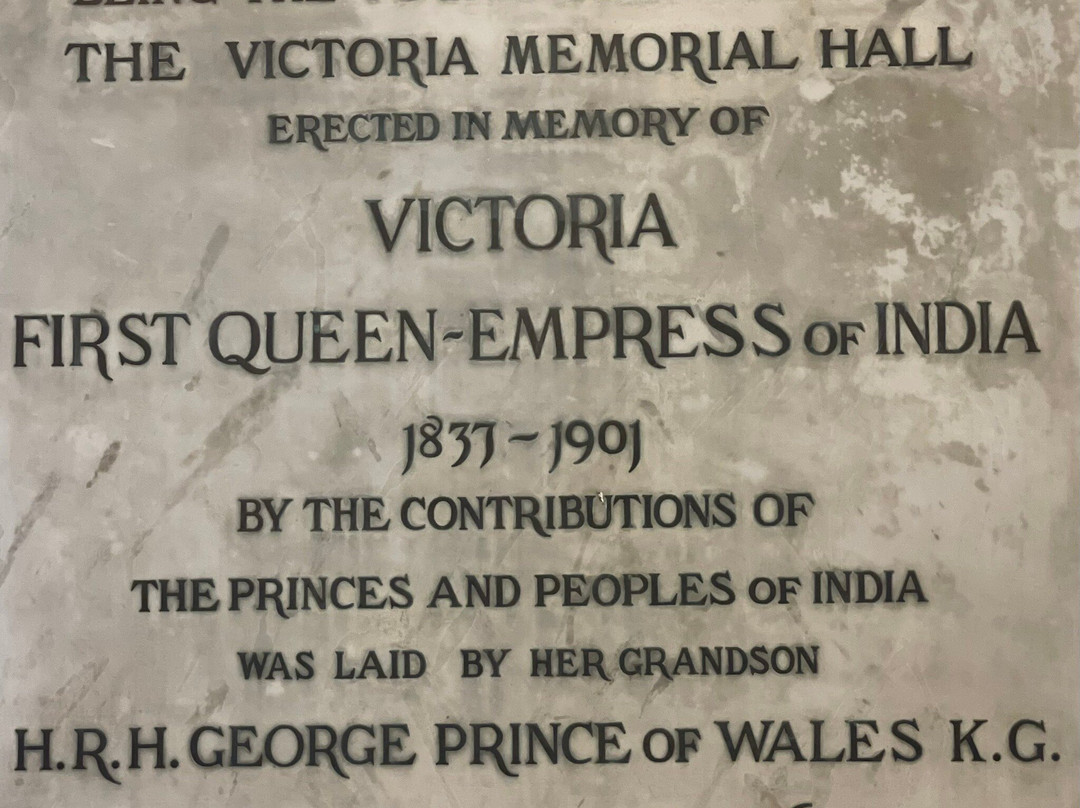 THE VICTORIA MEMORIAL HALL
ERECTED IN MEMORY OF
VICTORIA
FIRST QUEEN-EMPRESS OF INDIA
1837-1901
BY THE CONTRIBUTIONS OF
THE PRINCES AND PEOPLES OF INDIA
WAS LAID BY HER GRANDSON
H.R.H. GEORGE PRINCE OF WALES K.G.